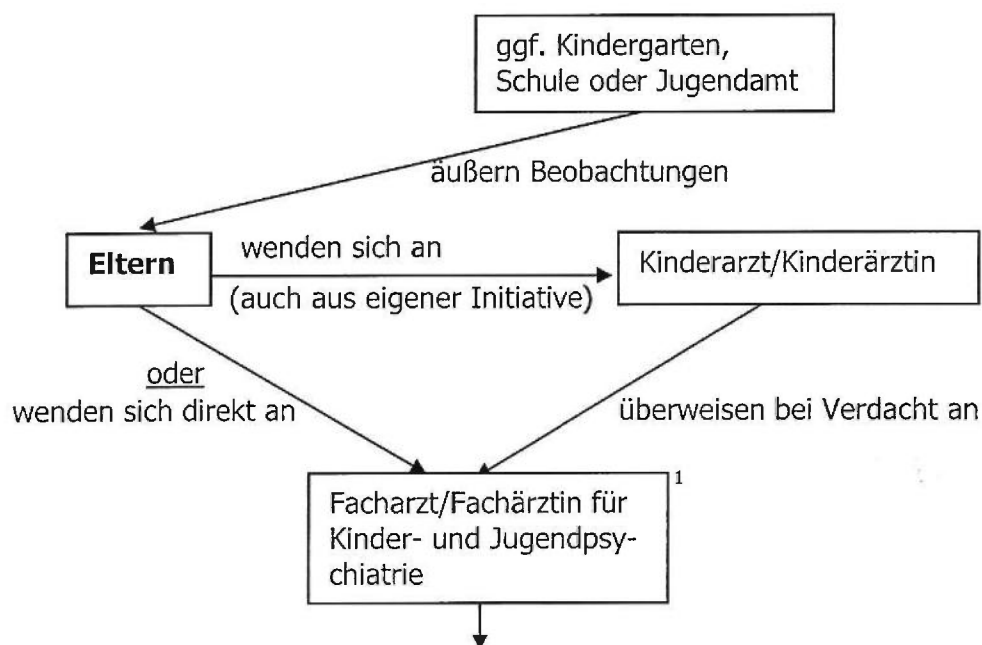 ggf. Kindergarten,
Schule oder Jugendamt
äußern Beobachtungen
Eltern
wenden sich an
(auch aus eigener Initiative)
Kinderarzt/Kinderärztin
oder
wenden sich direkt an
überweisen bei Verdacht an
Facharzt/Fachärztin für
Kinder- und Jugendpsy-
chiatrie
1